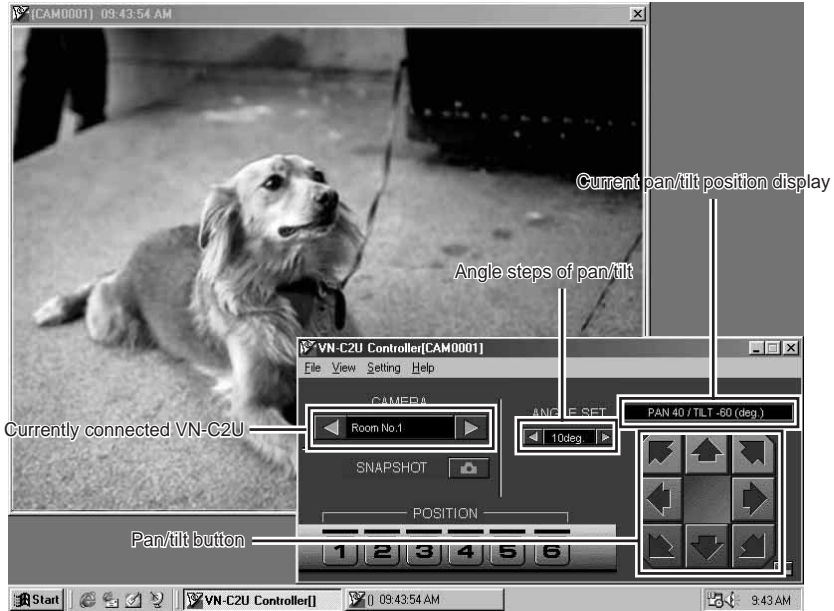 (CAM0001) 09:43:54 AM
Current pan/tilt position display
Angle steps of pan/tilt
VN-C2U Controller[CAM0001]
File View Setting Help
CAMERA
ANGLE SET
PAN 40 / TILT -60 (deg.)
Currently connected VN-C2U
Room No.1
10deg.
SNAPSHOT
POSITION
Pan/tilt button
1 2 3 4 5 6
Start
VN-C2U Controller[]
() 09:43:54 AM
9:43 AM